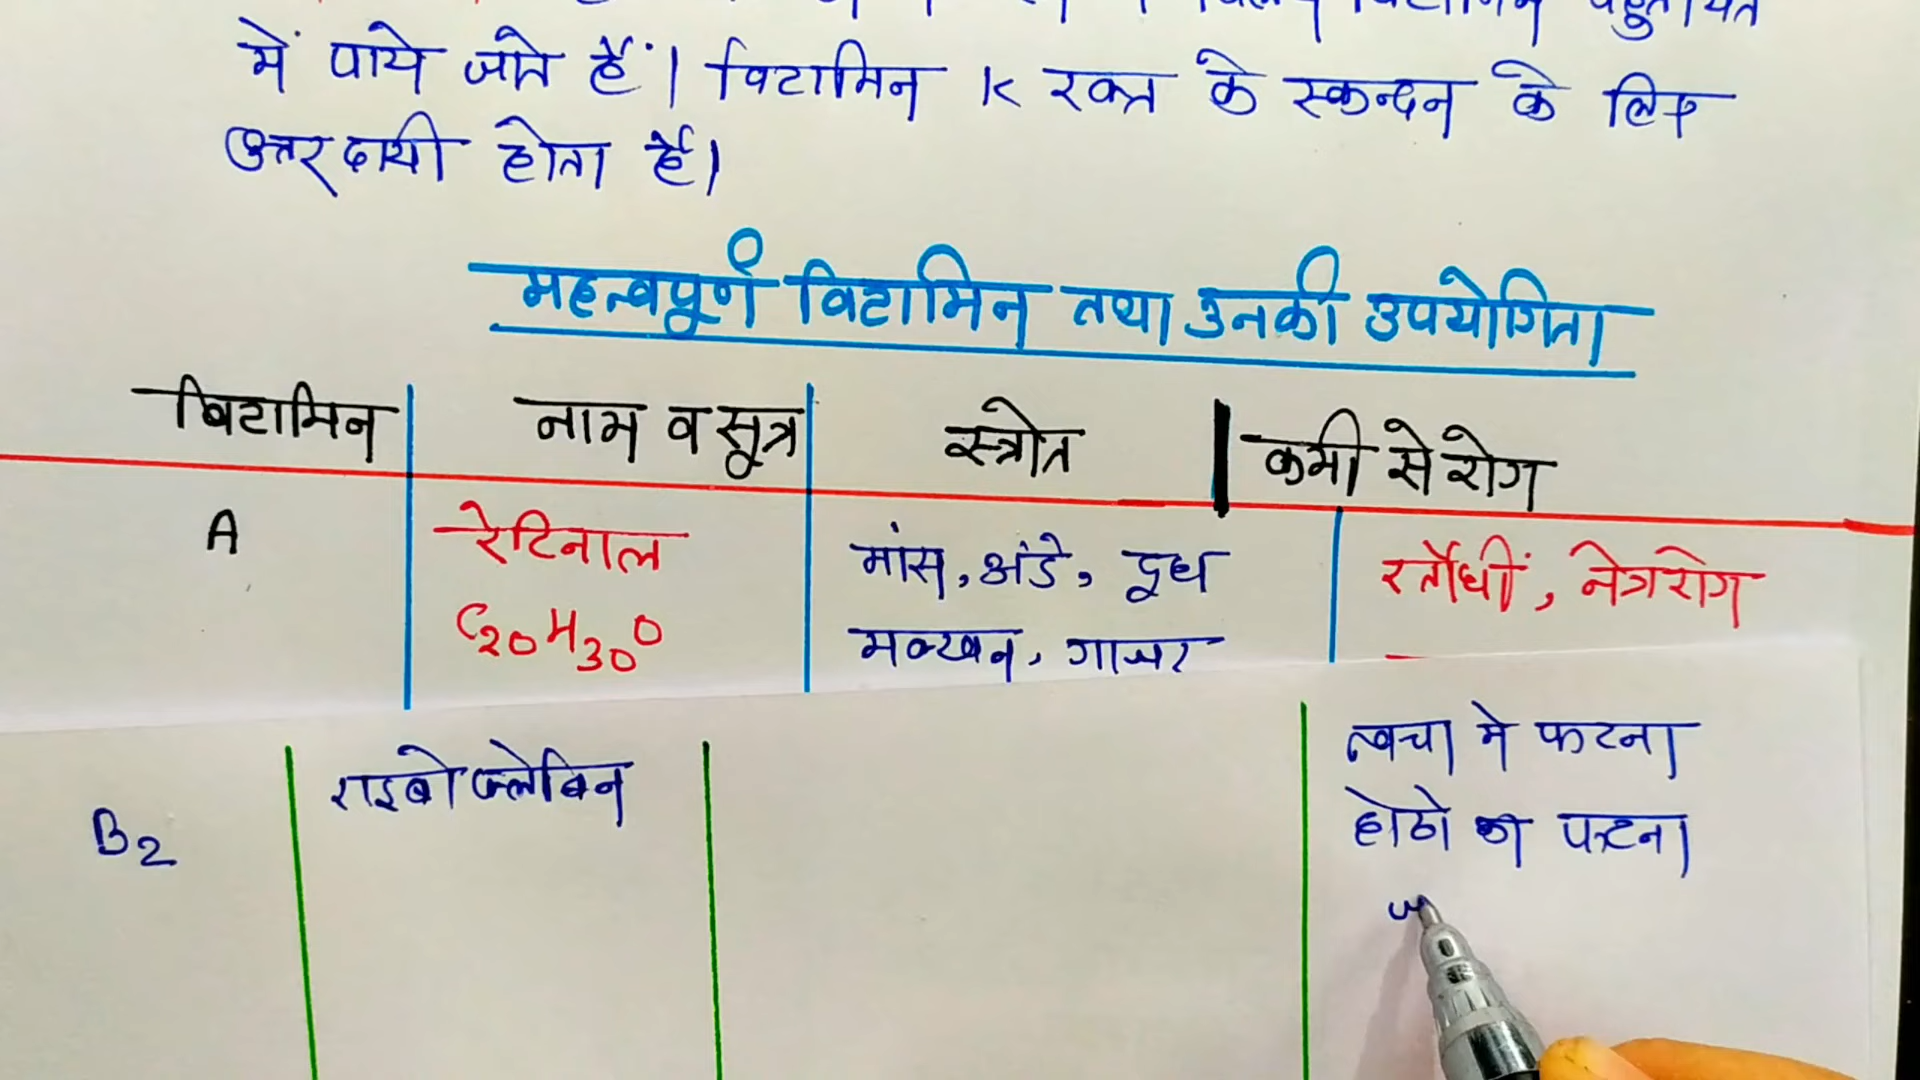 में पाये जाते हैं। विटामिन K रक्त के स्कन्दन के लिए
उत्तरदायी होता है।
महत्वपूर्ण विटामिन तथा उनकी उपयोगिता
विटामिन नाम व सूत्र स्त्रोत कमी से रोग
A रेटिनाल मांस, अंडे, दूध रतौंधीं, नेत्ररोग
C20H30O मक्खन, गाजर
B2 राइबोफ्लेबिन त्वचा मे फटना
होठो का फटना